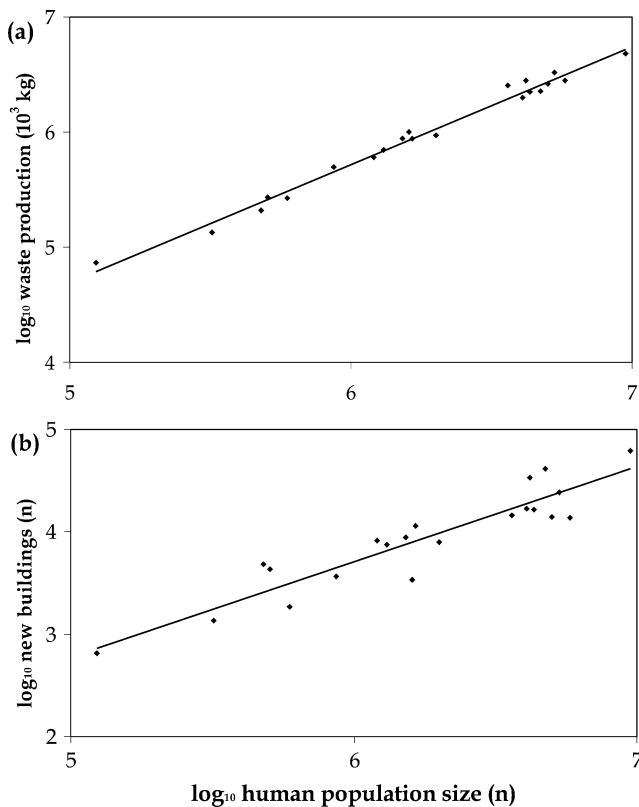 (a)
7
6
5
4
log₁₀ waste production (10³ kg)
5 6 7
(b)
5
4
3
2
log₁₀ new buildings (n)
5 6 7
log₁₀ human population size (n)